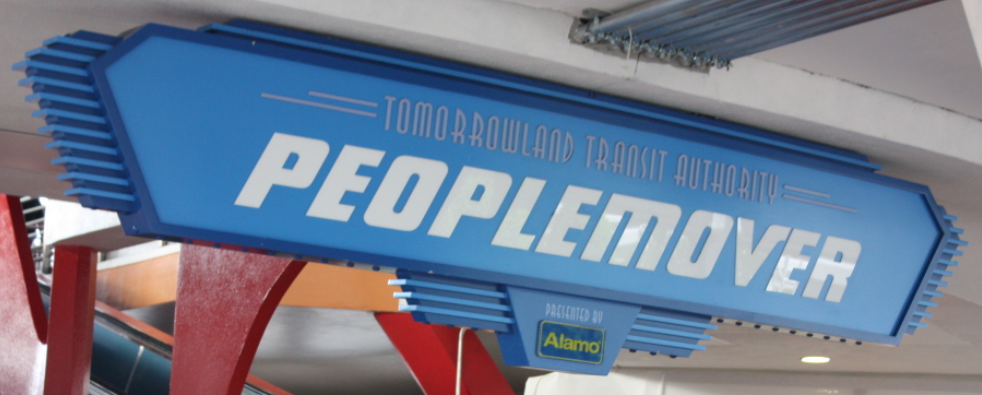 TOMORROWLAND TRANSIT AUTHORITY
PEOPLEMOVER
PRESENTED BY
Alamo